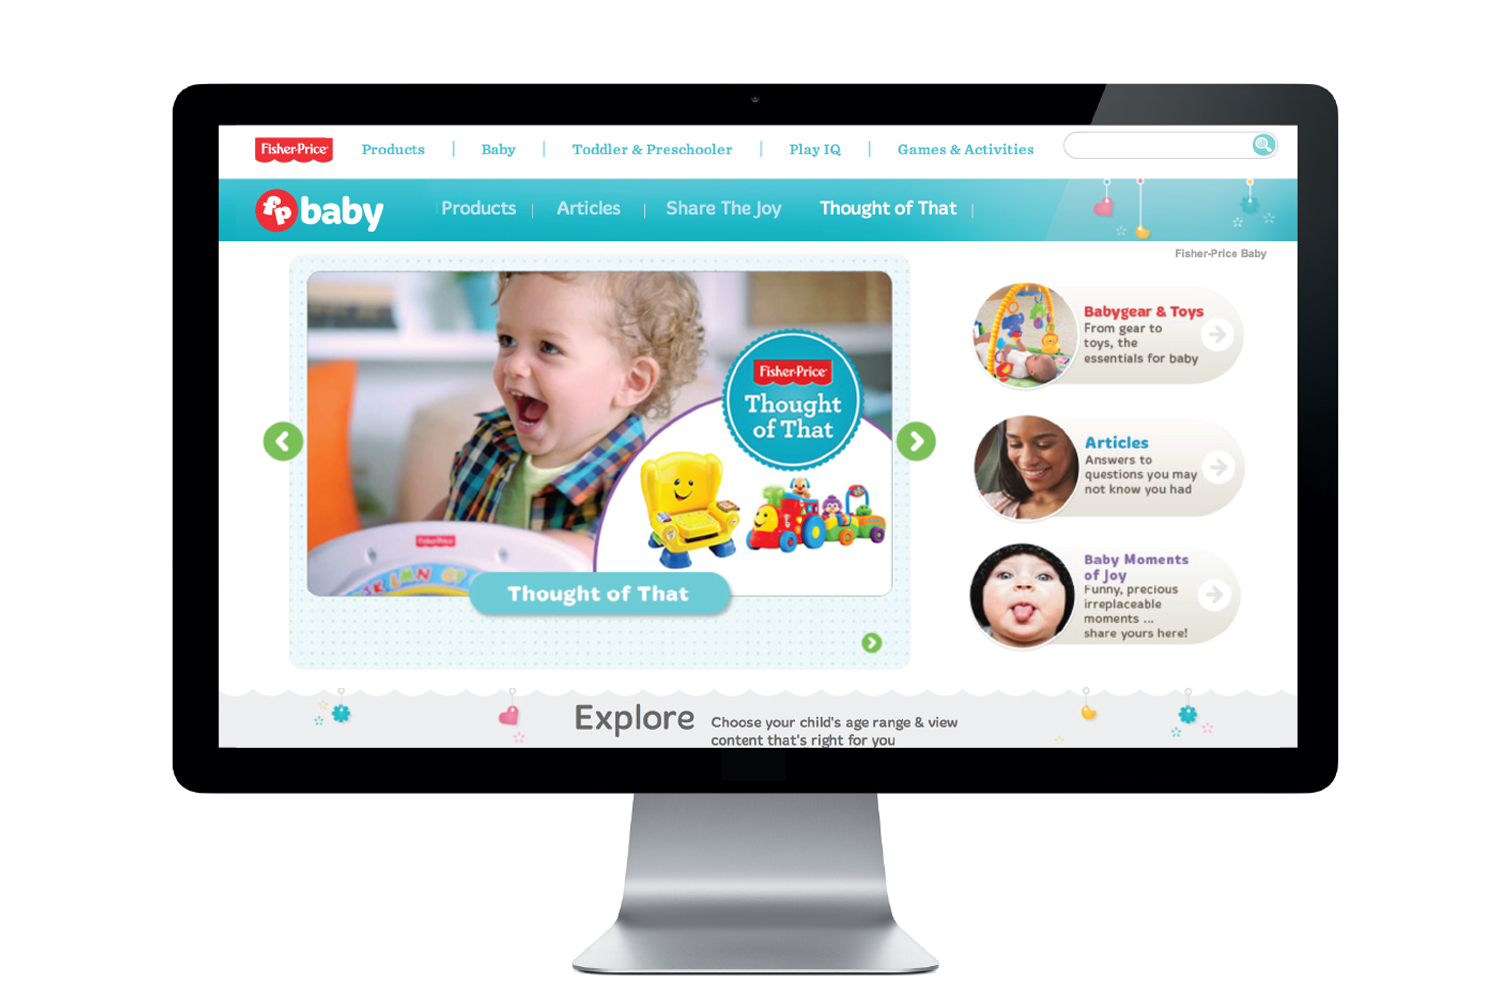 Fisher-Price
Products
Baby
Toddler & Preschooler
Play IQ
Games & Activities
fp baby
Products
Articles
Share The Joy
Thought of That
Fisher-Price Baby
Fisher-Price
Thought
of That
Fisher-Price
Thought of That
Babygear & Toys
From gear to
toys, the
essentials for baby
Articles
Answers to
questions you may
not know you had
Baby Moments
of Joy
Funny, precious
irreplaceable
moments ...
share yours here!
Explore
Choose your child's age range & view
content that's right for you